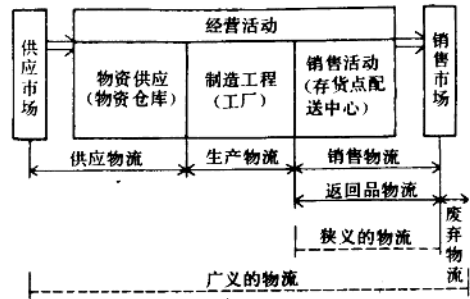 供应市场
经营活动
销售市场
物资供应
(物资仓库)
制造工程
(工厂)
销售活动
(存货点配
送中心)
供应物流
生产物流
销售物流
返回品物流
废弃物流
狭义的物流
广义的物流